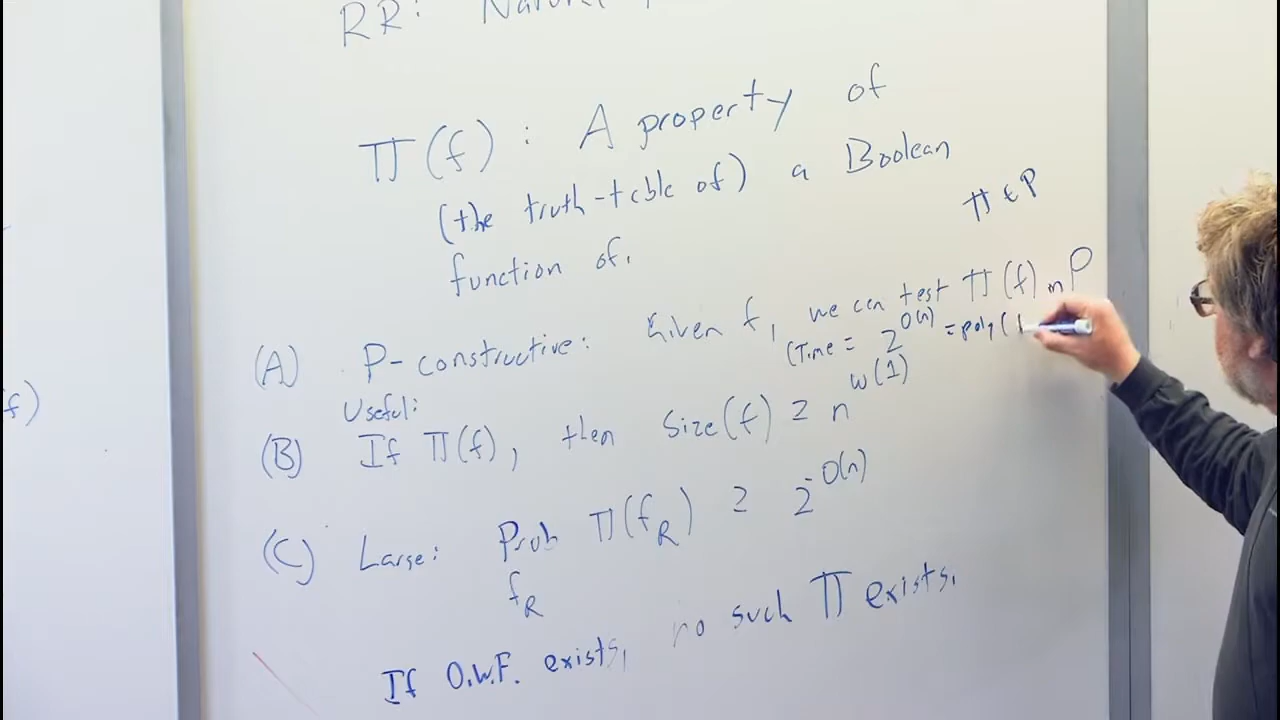 RR: Natural
Π(f) : A property of
(the truth-table of) a Boolean
function of.
Π ∈ P
(A) P-constructive: Given f, we can test Π(f) in P
(Time = 2^O(n) = poly(
Useful:
(B) If Π(f), then Size(f) ≥ n^ω(1)
(C) Large: Prob Π(f_R) ≥ 2^-O(n)
f_R
If O.W.F. exists, no such Π exists.
f)